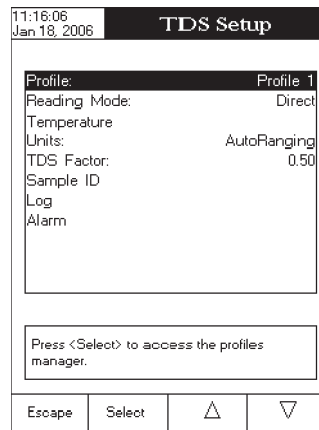 11:16:06
Jan 18, 2006
TDS Setup
Profile: Profile 1
Reading Mode: Direct
Temperature
Units: AutoRanging
TDS Factor: 0.50
Sample ID
Log
Alarm
Press <Select> to access the profiles
manager.
Escape Select △ ▽